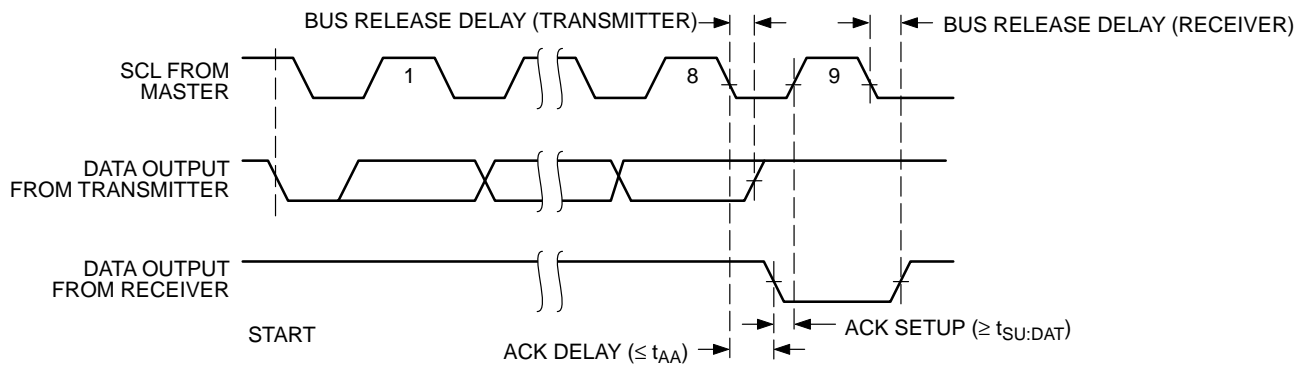 BUS RELEASE DELAY (TRANSMITTER)
BUS RELEASE DELAY (RECEIVER)
SCL FROM
MASTER
1
8
9
DATA OUTPUT
FROM TRANSMITTER
DATA OUTPUT
FROM RECEIVER
START
ACK SETUP (≥ tSU:DAT)
ACK DELAY (≤ tAA)